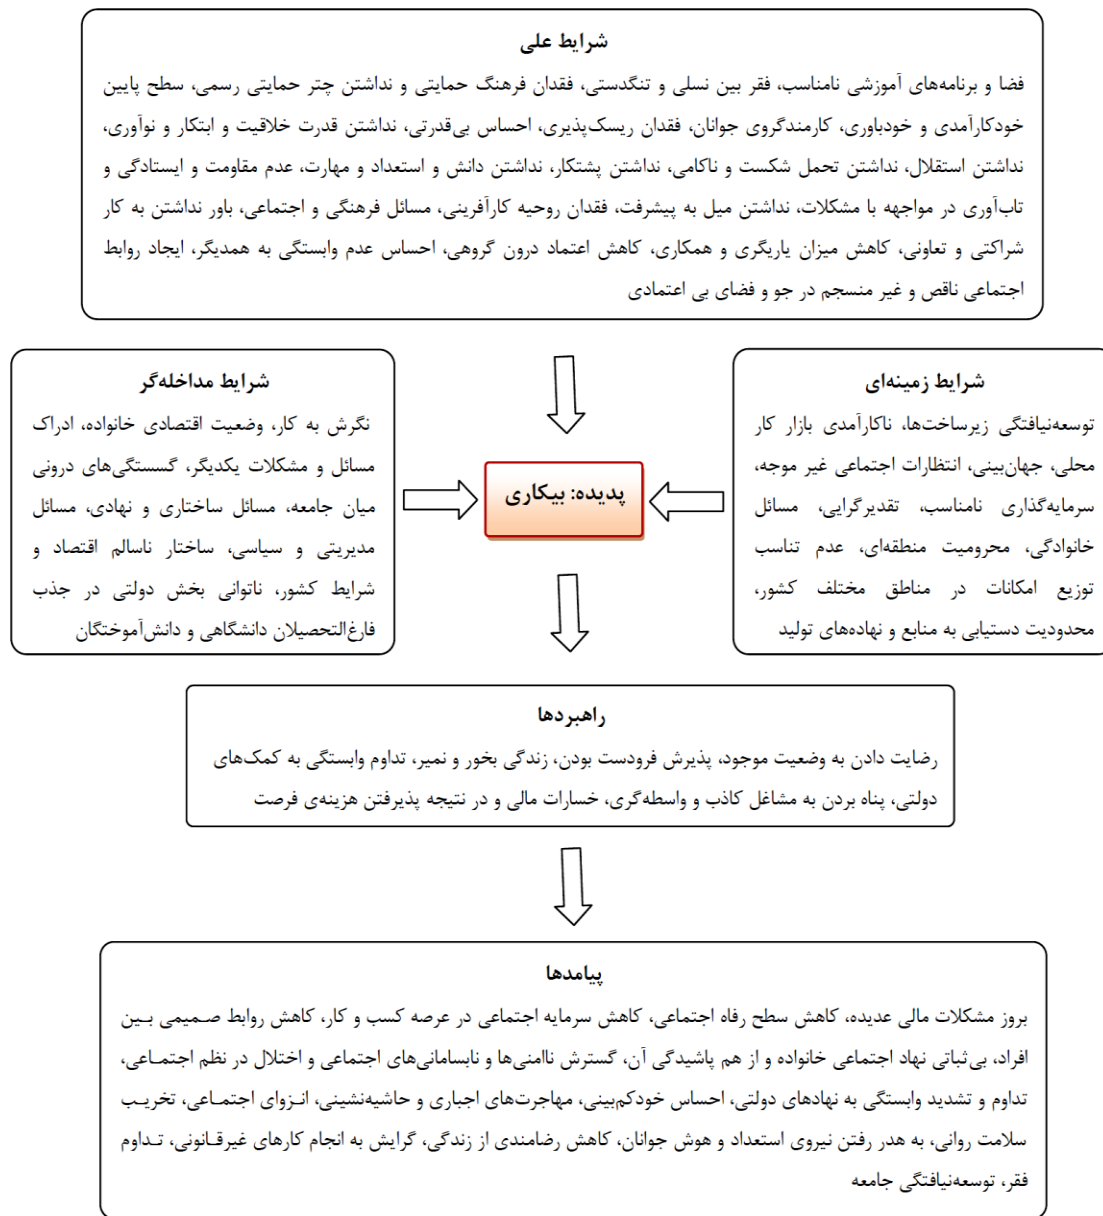 شرایط علی
فضا و برنامه‌های آموزشی نامناسب، فقر بین نسلی و تنگدستی، فقدان فرهنگ حمایتی و نداشتن چتر حمایتی رسمی، سطح پایین
خودکارآمدی و خودباوری، کارمندگروی جوانان، فقدان ریسک‌پذیری، احساس بی‌قدرتی، نداشتن قدرت خلاقیت و ابتکار و نوآوری،
نداشتن استقلال، نداشتن تحمل شکست و ناکامی، نداشتن پشتکار، نداشتن دانش و استعداد و مهارت، عدم مقاومت و ایستادگی و
تاب‌آوری در مواجهه با مشکلات، نداشتن میل به پیشرفت، فقدان روحیه کارآفرینی، مسائل فرهنگی و اجتماعی، باور نداشتن به کار
شراکتی و تعاونی، کاهش میزان یاریگری و همکاری، کاهش اعتماد درون گروهی، احساس عدم وابستگی به همدیگر، ایجاد روابط
اجتماعی ناقص و غیر منسجم در جو و فضای بی اعتمادی
شرایط زمینه‌ای
توسعه‌نیافتگی زیرساخت‌ها، ناکارآمدی بازار کار
محلی، جهان‌بینی، انتظارات اجتماعی غیر موجه،
سرمایه‌گذاری نامناسب، تقدیرگرایی، مسائل
خانوادگی، محرومیت منطقه‌ای، عدم تناسب
توزیع امکانات در مناطق مختلف کشور،
محدودیت دستیابی به منابع و نهاده‌های تولید
پدیده: بیکاری
شرایط مداخله‌گر
نگرش به کار، وضعیت اقتصادی خانواده، ادراک
مسائل و مشکلات یکدیگر، گسستگی‌های درونی
میان جامعه، مسائل ساختاری و نهادی، مسائل
مدیریتی و سیاسی، ساختار ناسالم اقتصاد و
شرایط کشور، ناتوانی بخش دولتی در جذب
فارغ‌التحصیلان دانشگاهی و دانش‌آموختگان
راهبردها
رضایت دادن به وضعیت موجود، پذیرش فرودست بودن، زندگی بخور و نمیر، تداوم وابستگی به کمک‌های
دولتی، پناه بردن به مشاغل کاذب و واسطه‌گری، خسارات مالی و در نتیجه پذیرفتن هزینه‌ی فرصت
پیامدها
بروز مشکلات مالی عدیده، کاهش سطح رفاه اجتماعی، کاهش سرمایه اجتماعی در عرصه کسب و کار، کاهش روابط صـمیمی بـین
افراد، بی‌ثباتی نهاد اجتماعی خانواده و از هم پاشیدگی آن، گسترش ناامنی‌ها و نابسامانی‌های اجتماعی و اختلال در نظم اجتمـاعی،
تداوم و تشدید وابستگی به نهادهای دولتی، احساس خودکم‌بینی، مهاجرت‌های اجباری و حاشیه‌نشینی، انـزوای اجتمـاعی، تخریـب
سلامت روانی، به هدر رفتن نیروی استعداد و هوش جوانان، کاهش رضامندی از زندگی، گرایش به انجام کارهای غیرقـانونی، تـداوم
فقر، توسعه‌نیافتگی جامعه